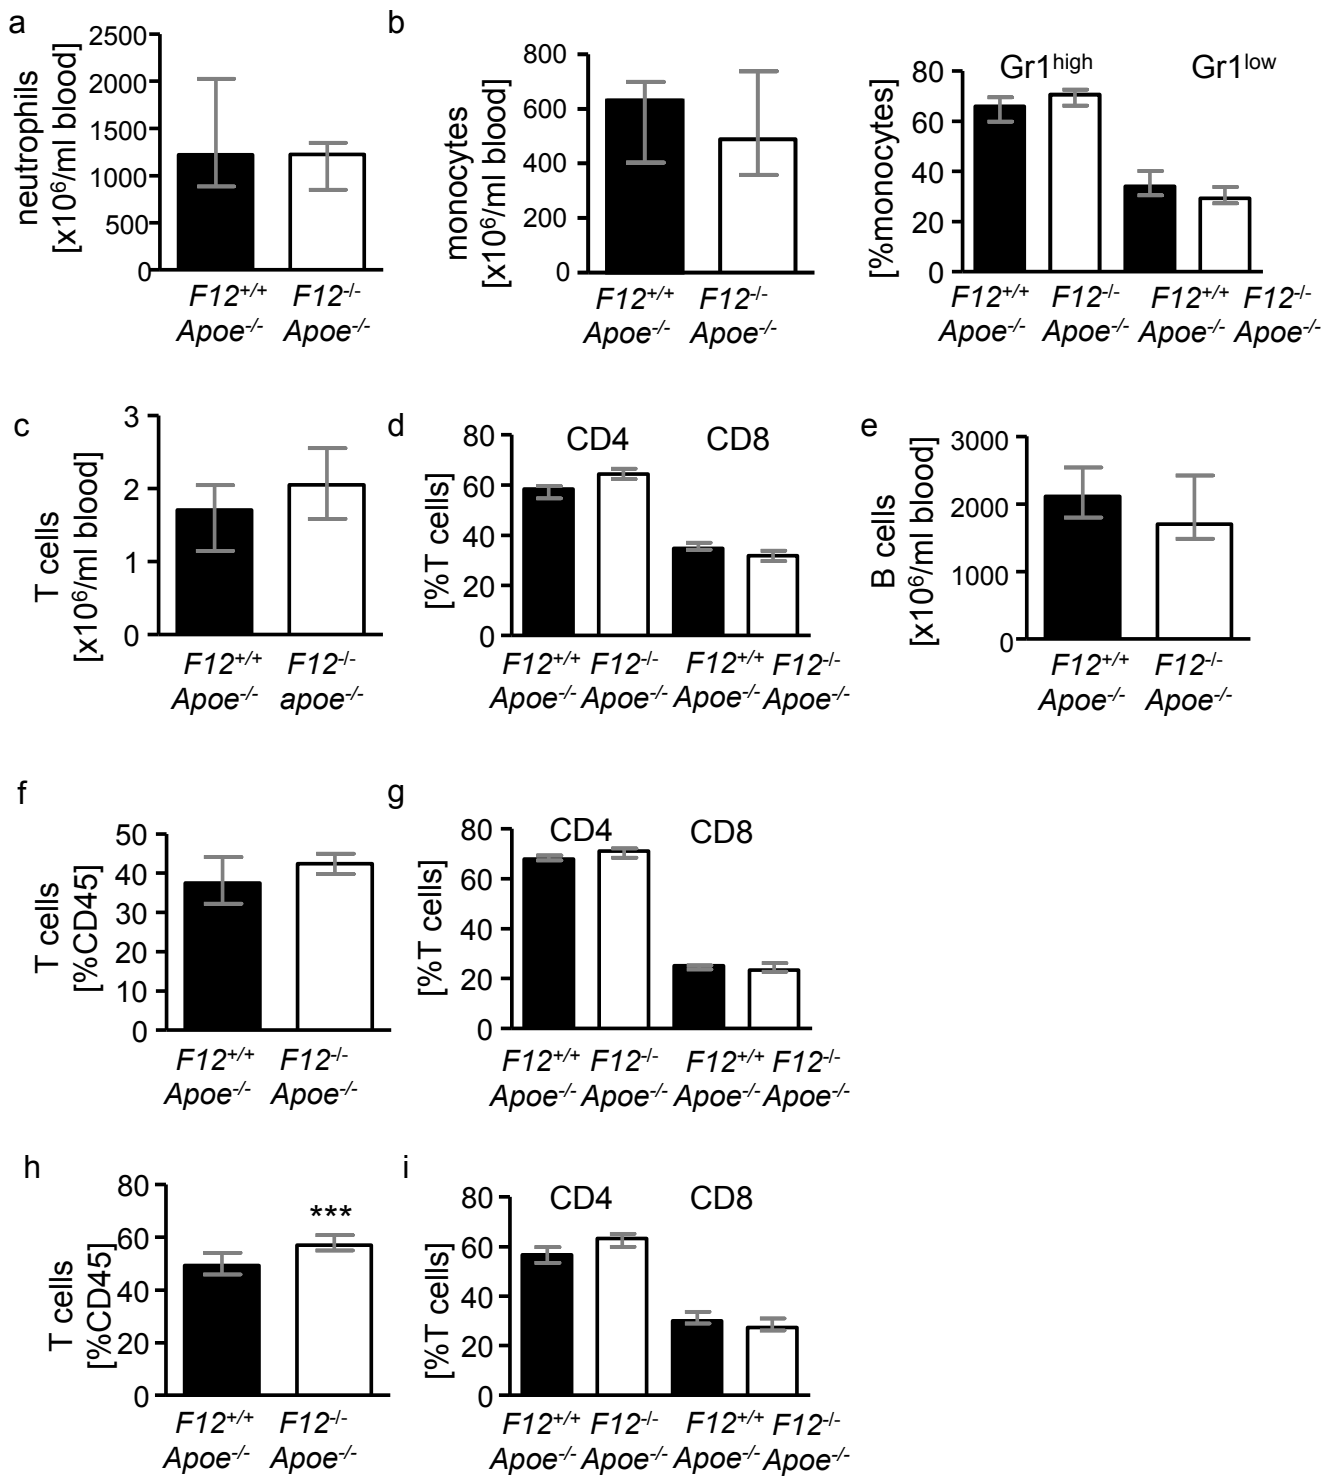 a
neutrophils
[x10⁶/ml blood]
2500
2000
1500
1000
500
0
F12⁺/⁺ F12⁻/⁻
Apoe⁻/⁻ Apoe⁻/⁻
b
monocytes
[x10⁶/ml blood]
800
600
400
200
0
F12⁺/⁺ F12⁻/⁻
Apoe⁻/⁻ Apoe⁻/⁻
[%monocytes]
Gr1ʰⁱᵍʰ Gr1ˡᵒʷ
80
60
40
20
0
F12⁺/⁺ F12⁻/⁻ F12⁺/⁺ F12⁻/⁻
Apoe⁻/⁻ Apoe⁻/⁻ Apoe⁻/⁻ Apoe⁻/⁻
c
T cells
[x10⁶/ml blood]
3
2
1
0
F12⁺/⁺ F12⁻/⁻
Apoe⁻/⁻ apoe⁻/⁻
d
[%T cells]
CD4 CD8
80
60
40
20
0
F12⁺/⁺ F12⁻/⁻ F12⁺/⁺ F12⁻/⁻
Apoe⁻/⁻ Apoe⁻/⁻ Apoe⁻/⁻ Apoe⁻/⁻
e
B cells
[x10⁶/ml blood]
3000
2000
1000
0
F12⁺/⁺ F12⁻/⁻
Apoe⁻/⁻ Apoe⁻/⁻
f
T cells
[%CD45]
50
40
30
20
10
0
F12⁺/⁺ F12⁻/⁻
Apoe⁻/⁻ Apoe⁻/⁻
g
[%T cells]
CD4 CD8
80
60
40
20
0
F12⁺/⁺ F12⁻/⁻ F12⁺/⁺ F12⁻/⁻
Apoe⁻/⁻ Apoe⁻/⁻ Apoe⁻/⁻ Apoe⁻/⁻
h
T cells
[%CD45]
80
60
40
20
0
***
F12⁺/⁺ F12⁻/⁻
Apoe⁻/⁻ Apoe⁻/⁻
i
[%T cells]
CD4 CD8
80
60
40
20
0
F12⁺/⁺ F12⁻/⁻ F12⁺/⁺ F12⁻/⁻
Apoe⁻/⁻ Apoe⁻/⁻ Apoe⁻/⁻ Apoe⁻/⁻